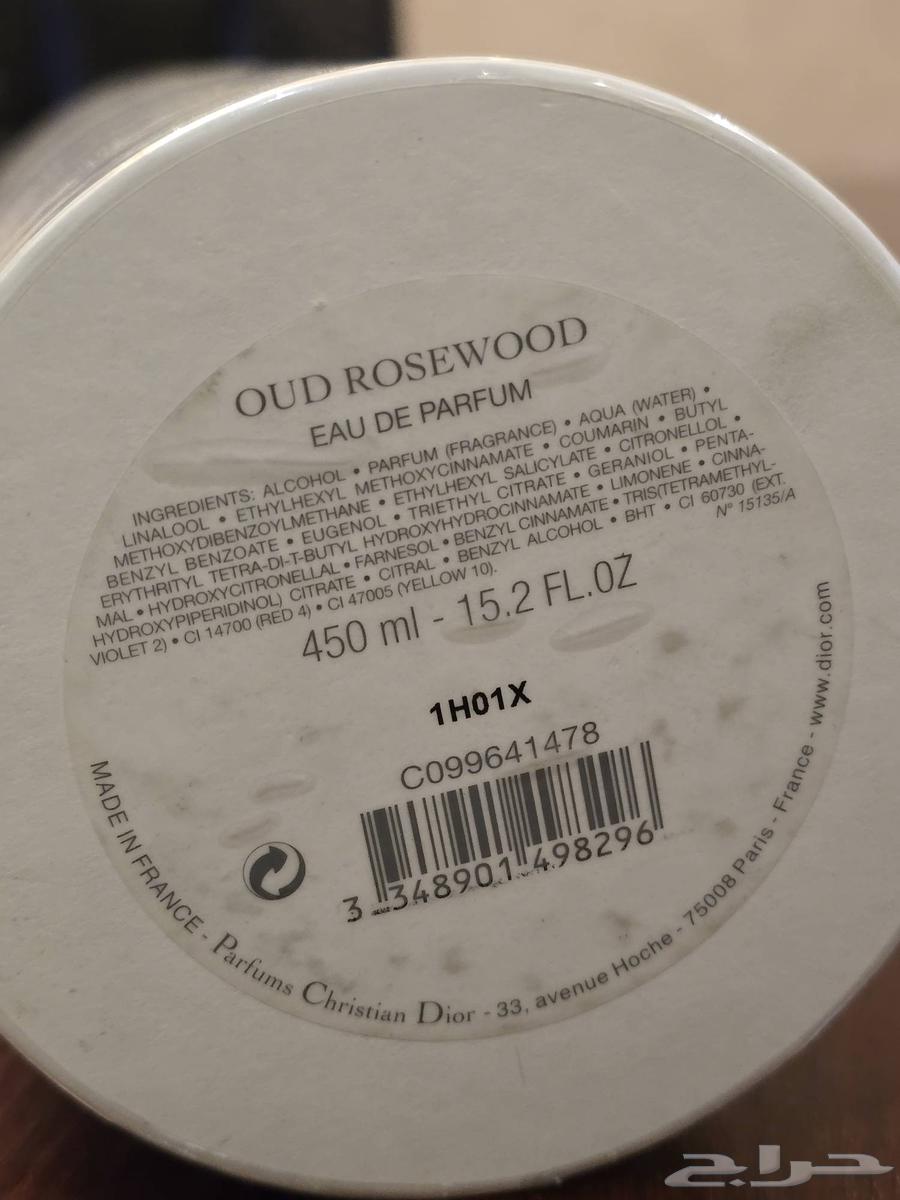 OUD ROSEWOOD
EAU DE PARFUM
INGREDIENTS: ALCOHOL • PARFUM (FRAGRANCE) • AQUA (WATER) •
LINALOOL • ETHYLHEXYL METHOXYCINNAMATE • COUMARIN • BUTYL
METHOXYDIBENZOYLMETHANE • ETHYLHEXYL SALICYLATE • CITRONELLOL •
BENZYL BENZOATE • EUGENOL • TRIETHYL CITRATE • GERANIOL • PENTA-
ERYTHRITYL TETRA-DI-T-BUTYL HYDROXYHYDROCINNAMATE • LIMONENE • CINNA-
MAL • HYDROXYCITRONELLAL • FARNESOL • BENZYL CINNAMATE • TRIS(TETRAMETHYL-
HYDROXYPIPERIDINOL) CITRATE • CITRAL • BENZYL ALCOHOL • BHT • CI 60730 (EXT.
VIOLET 2) • CI 14700 (RED 4) • CI 47005 (YELLOW 10).
N° 15135/A
450 ml - 15.2 FL.OZ
1H01X
C099641478
3 348901 498296
MADE IN FRANCE - Parfums Christian Dior - 33, avenue Hoche - 75008 Paris - France - www.dior.com
حراج